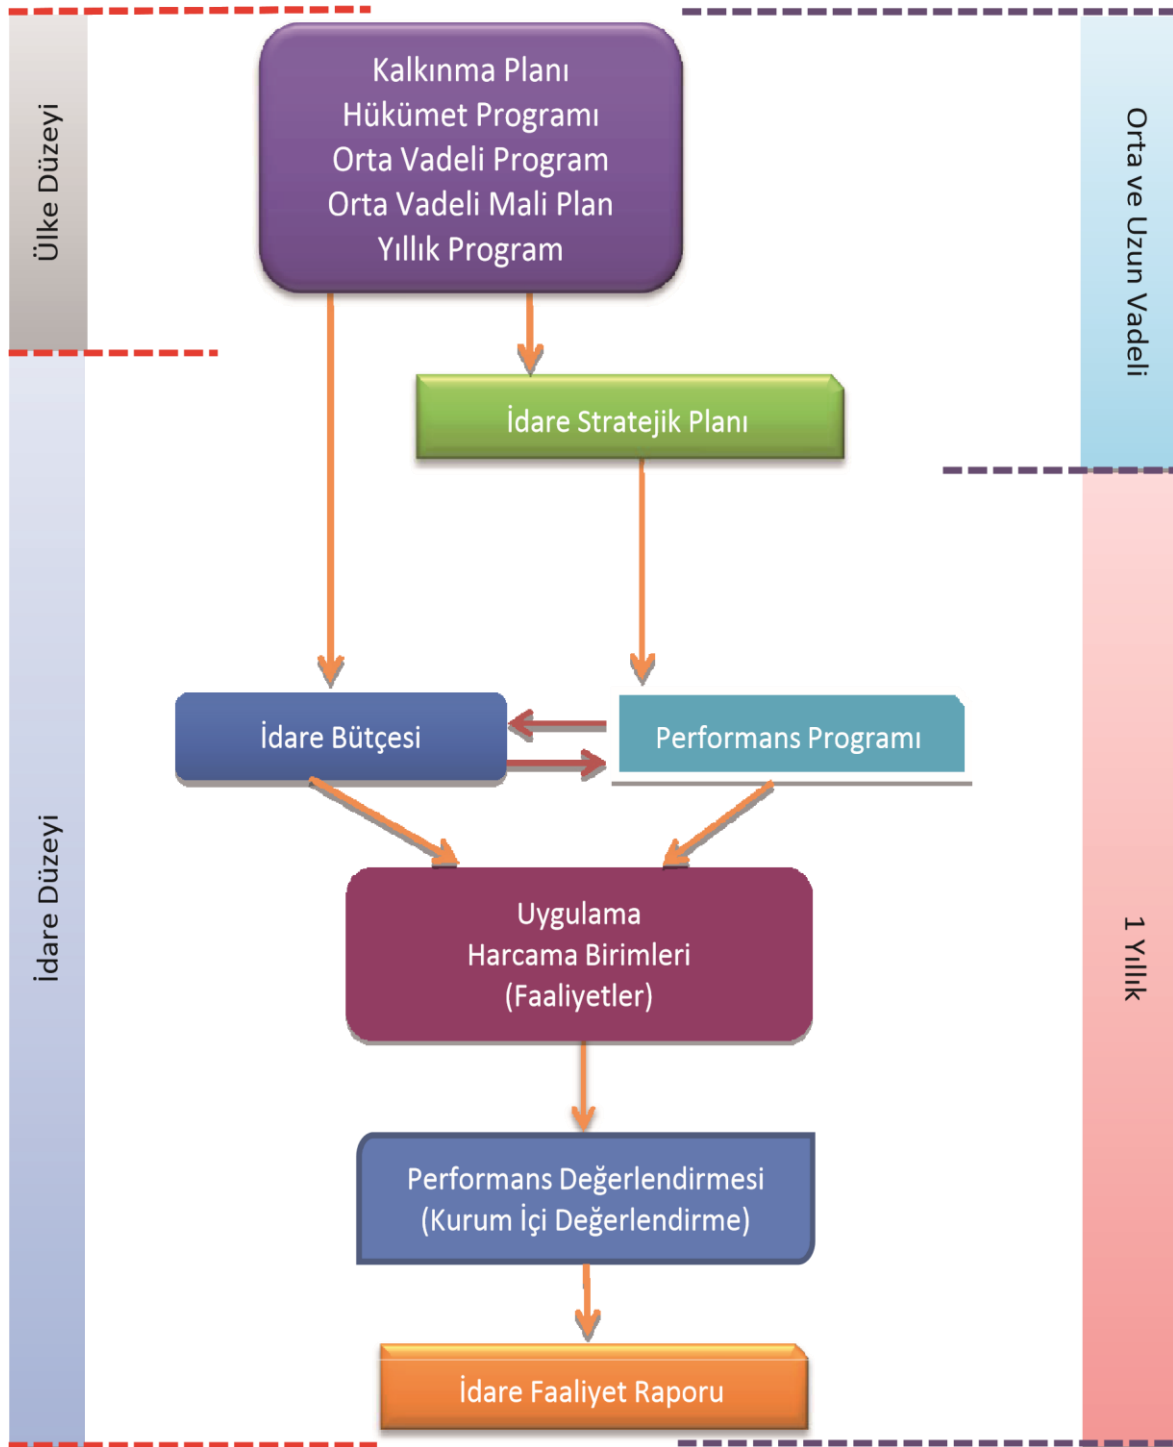 Ülke Düzeyi
Kalkınma Planı
Hükümet Programı
Orta Vadeli Program
Orta Vadeli Mali Plan
Yıllık Program
Orta ve Uzun Vadeli
İdare Stratejik Planı
İdare Düzeyi
İdare Bütçesi
Performans Programı
Uygulama
Harcama Birimleri
(Faaliyetler)
1 Yıllık
Performans Değerlendirmesi
(Kurum İçi Değerlendirme)
İdare Faaliyet Raporu